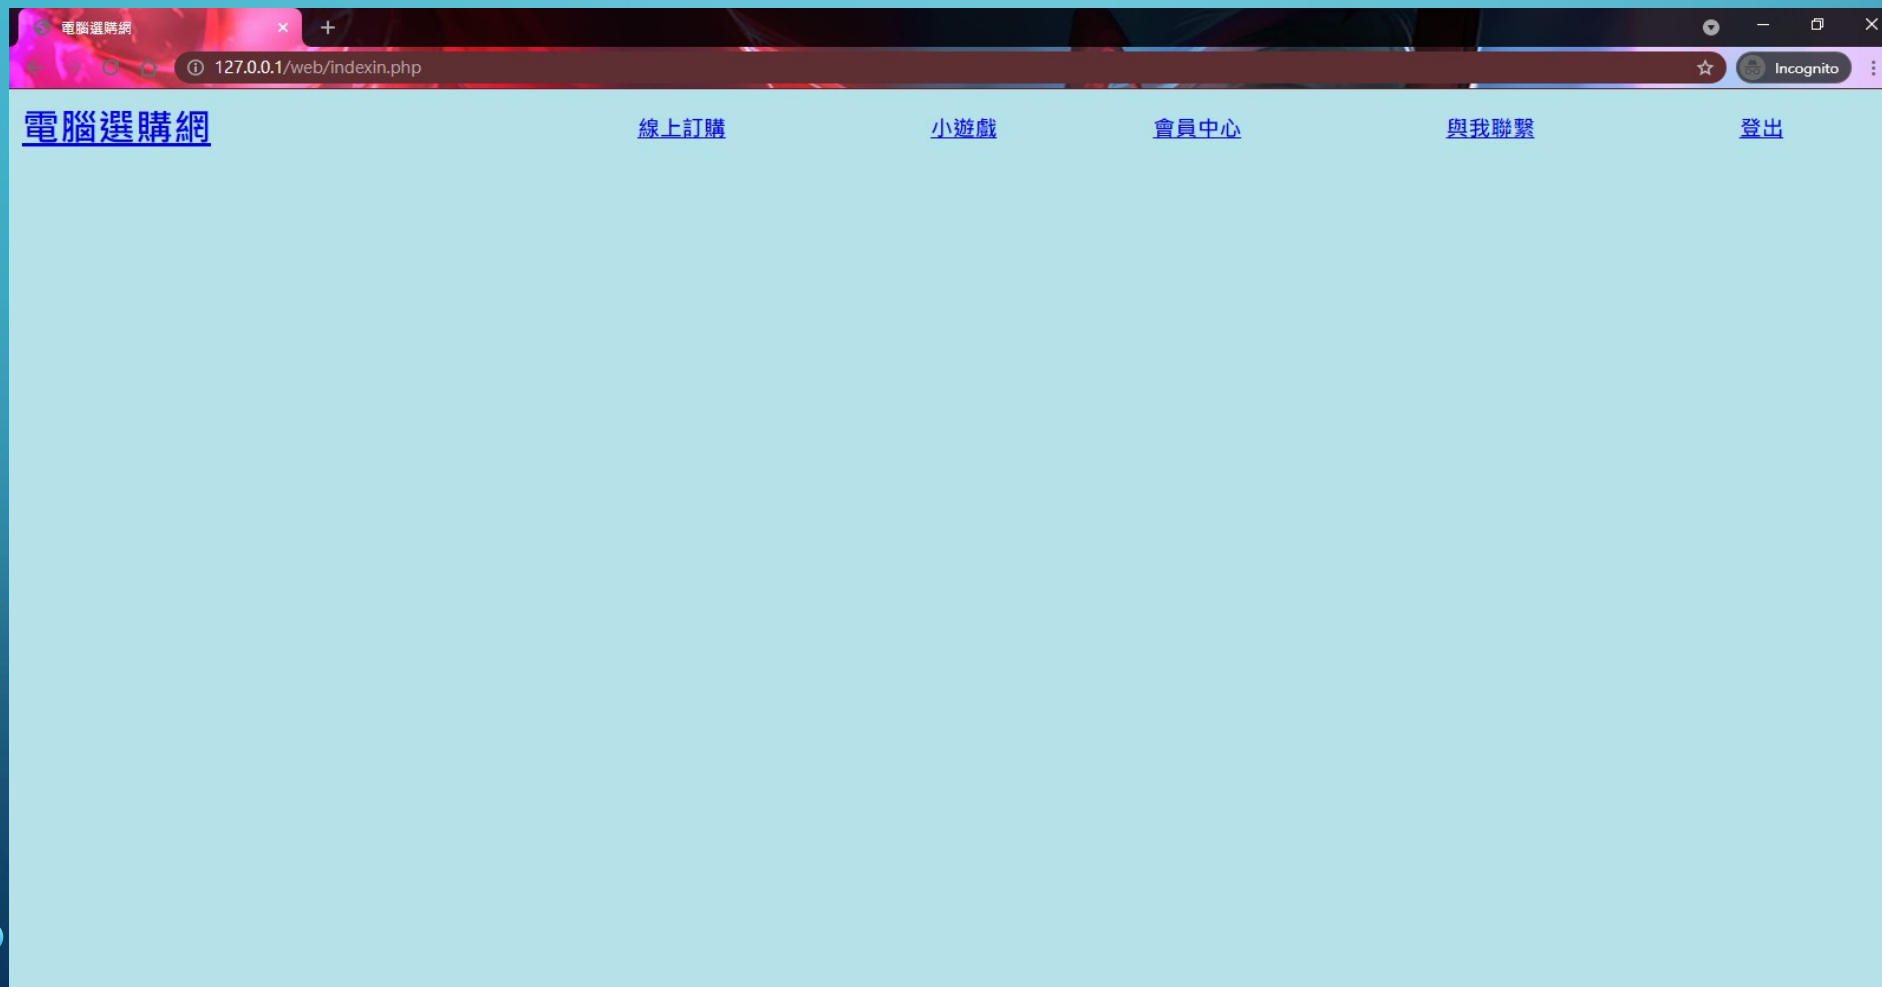 電腦選購網
127.0.0.1/web/indexin.php
Incognito
電腦選購網 線上訂購 小遊戲 會員中心 與我聯繫 登出